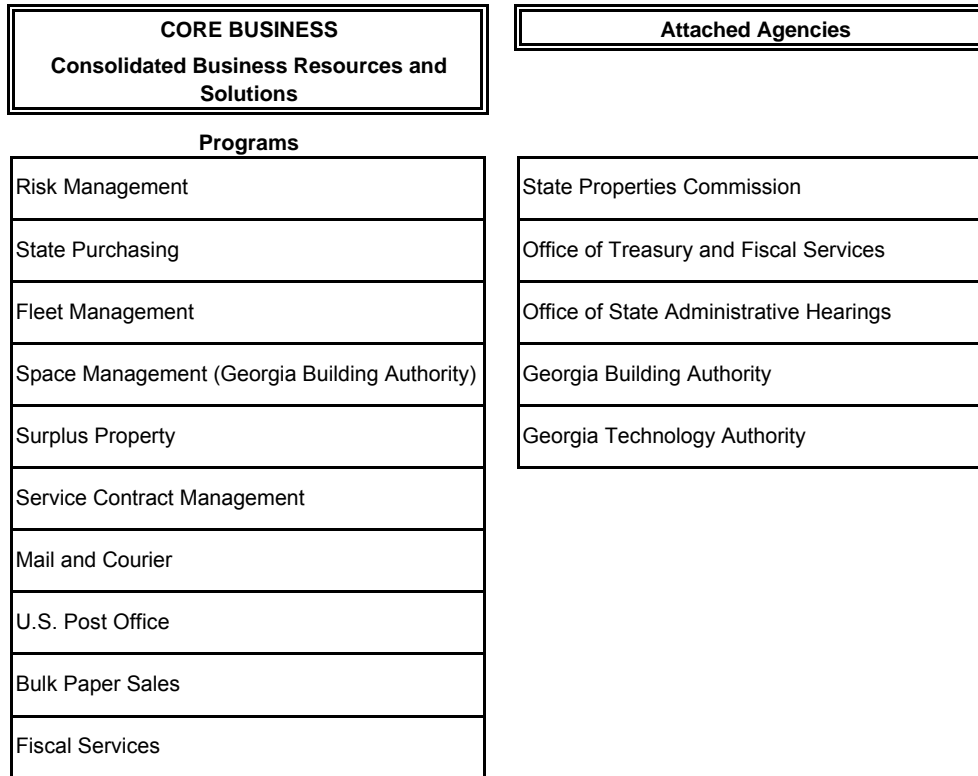 CORE BUSINESS
Consolidated Business Resources and
Solutions
Programs
Risk Management
State Purchasing
Fleet Management
Space Management (Georgia Building Authority)
Surplus Property
Service Contract Management
Mail and Courier
U.S. Post Office
Bulk Paper Sales
Fiscal Services
Attached Agencies
State Properties Commission
Office of Treasury and Fiscal Services
Office of State Administrative Hearings
Georgia Building Authority
Georgia Technology Authority